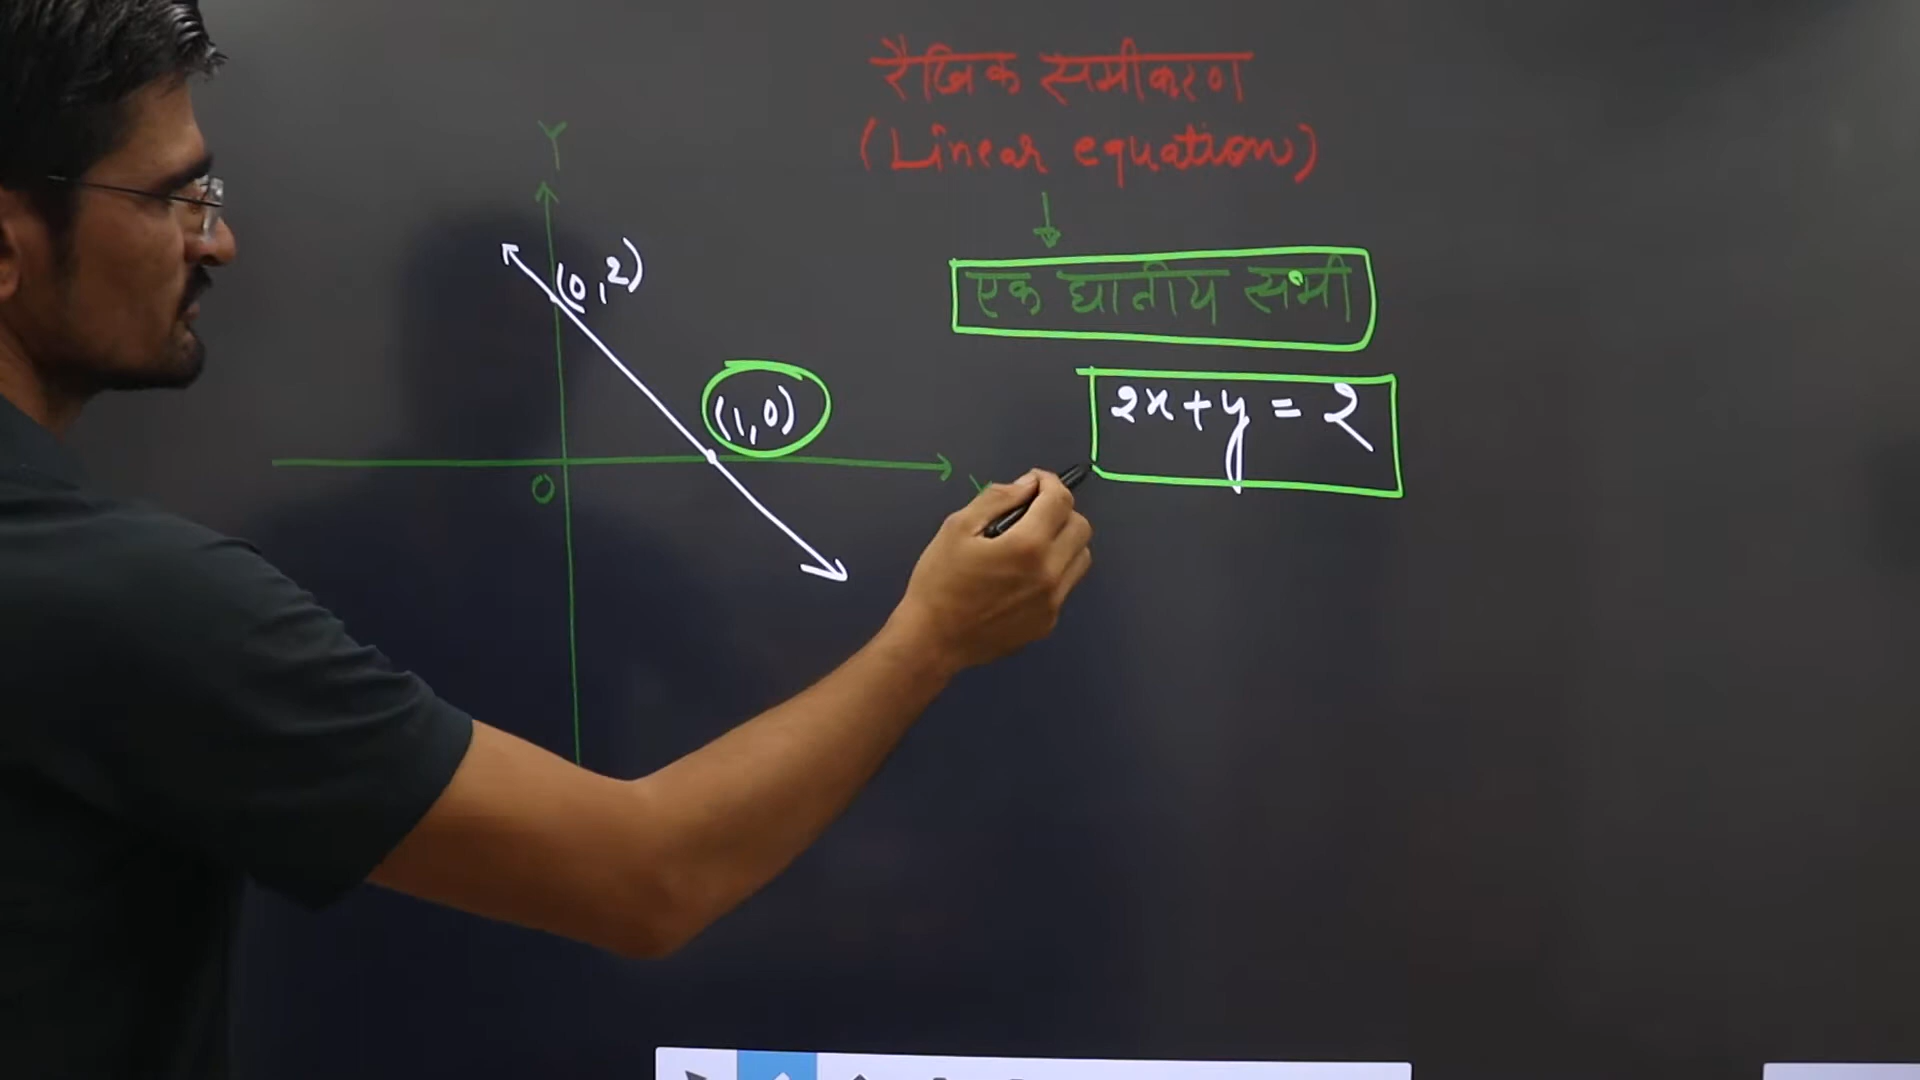 रैखिक समीकरण
(Linear equation)
Y
(0,2)
एक घातीय समी
(1,0)
2x+y = 2
O